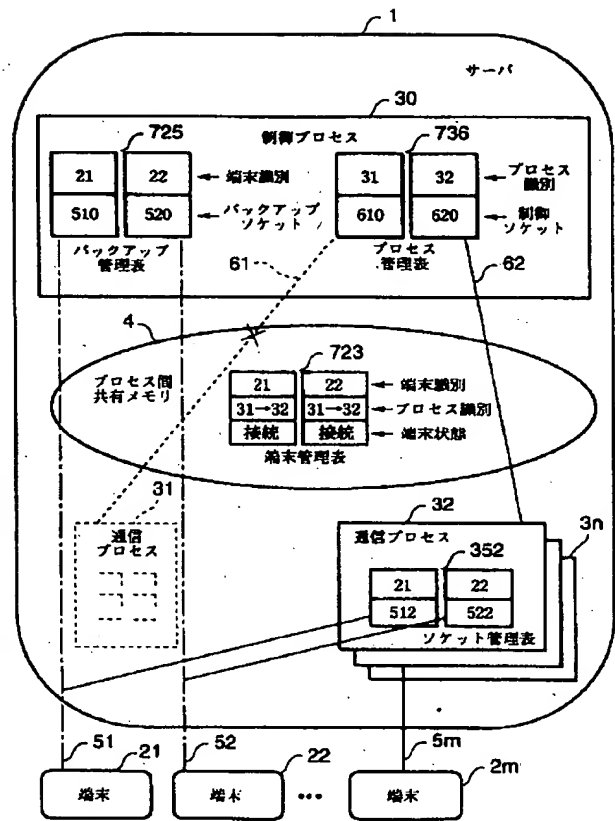 1
サーバ
30
725
制御プロセス
736
21
22
端末識別
31
32
プロセス
識別
510
520
バックアップ
ソケット
610
620
制御
ソケット
バックアップ
管理表
プロセス
管理表
61
62
4
723
プロセス間
共有メモリ
21
22
端末識別
31→32
31→32
プロセス識別
接続
接続
端末状態
端末管理表
31
32
3n
通信
プロセス
通信プロセス
352
21
22
512
522
ソケット管理表
51
21
52
22
5m
2m
端末
端末
•••
端末